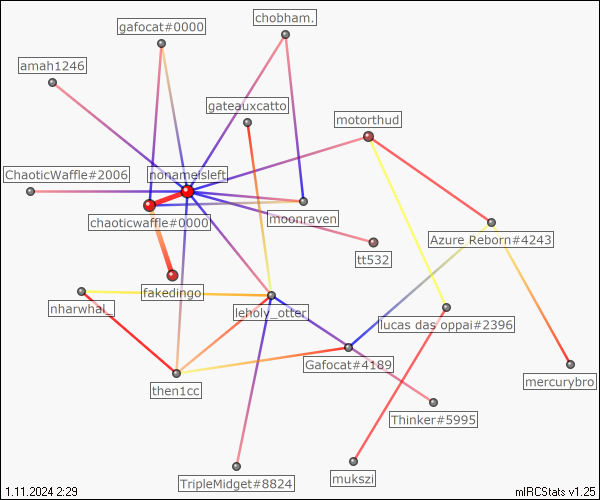 chobham.
gafocat#0000
amah1246
gateauxcatto
motorthud
ChaoticWaffle#2006
nonameisleft
chaoticwaffle#0000
moonraven
Azure Reborn#4243
tt532
fakedingo
nharwhal_
leholy_otter
lucas das oppai#2396
Gafocat#4189
mercurybro
then1cc
Thinker#5995
TripleMidget#8824
mukszi
1.11.2024 2:29
mIRCStats v1.25